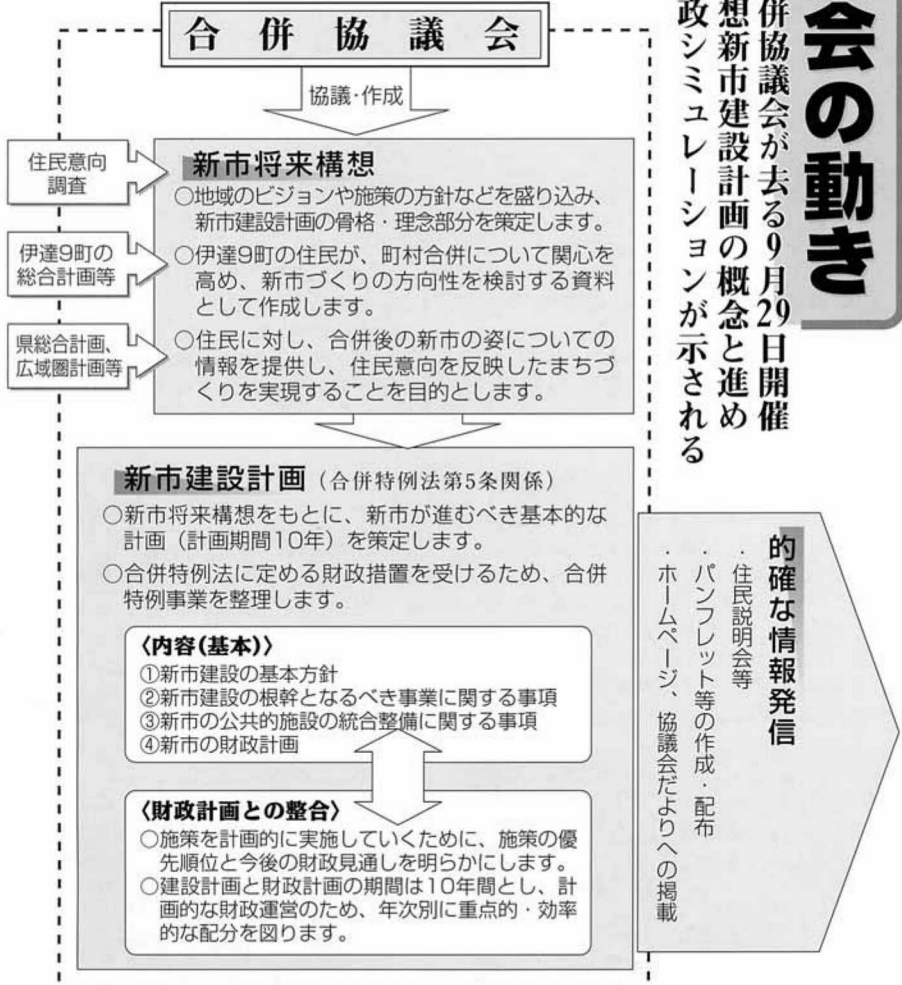 会の動き
併協議会が去る9月29日開催
想新市建設計画の概念と進め
政シミュレーションが示される
合併協議会
協議・作成
住民意向
調査
伊達9町の
総合計画等
県総合計画、
広域圏計画等
新市将来構想
○地域のビジョンや施策の方針などを盛り込み、
新市建設計画の骨格・理念部分を策定します。
○伊達9町の住民が、町村合併について関心を
高め、新市づくりの方向性を検討する資料
として作成します。
○住民に対し、合併後の新市の姿についての
情報を提供し、住民意向を反映したまちづ
くりを実現することを目的とします。
新市建設計画（合併特例法第5条関係）
○新市将来構想をもとに、新市が進むべき基本的な
計画（計画期間10年）を策定します。
○合併特例法に定める財政措置を受けるため、合併
特例事業を整理します。
〈内容(基本)〉
①新市建設の基本方針
②新市建設の根幹となるべき事業に関する事項
③新市の公共的施設の統合整備に関する事項
④新市の財政計画
〈財政計画との整合〉
○施策を計画的に実施していくために、施策の優
先順位と今後の財政見通しを明らかにします。
○建設計画と財政計画の期間は10年間とし、計
画的な財政運営のため、年次別に重点的・効率
的な配分を図ります。
的確な情報発信
・住民説明会等
・パンフレット等の作成・配布
・ホームページ、協議会だよりへの掲載